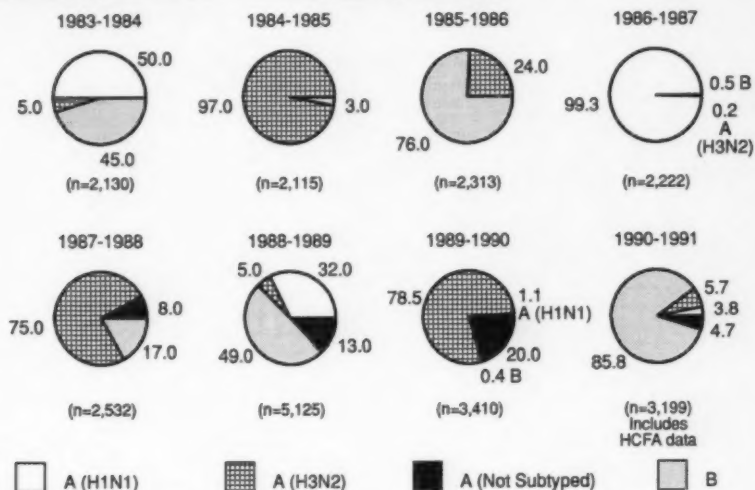 1983-1984 1984-1985 1985-1986 1986-1987
50.0
5.0
45.0
(n=2,130)
97.0
3.0
(n=2,115)
24.0
76.0
(n=2,313)
99.3
0.5 B
0.2
A
(H3N2)
(n=2,222)
1987-1988 1988-1989 1989-1990 1990-1991
75.0
8.0
17.0
(n=2,532)
5.0
32.0
49.0
13.0
(n=5,125)
78.5
1.1
A (H1N1)
20.0
0.4 B
(n=3,410)
5.7
3.8
4.7
85.8
(n=3,199)
Includes
HCFA data
A (H1N1) A (H3N2) A (Not Subtyped) B